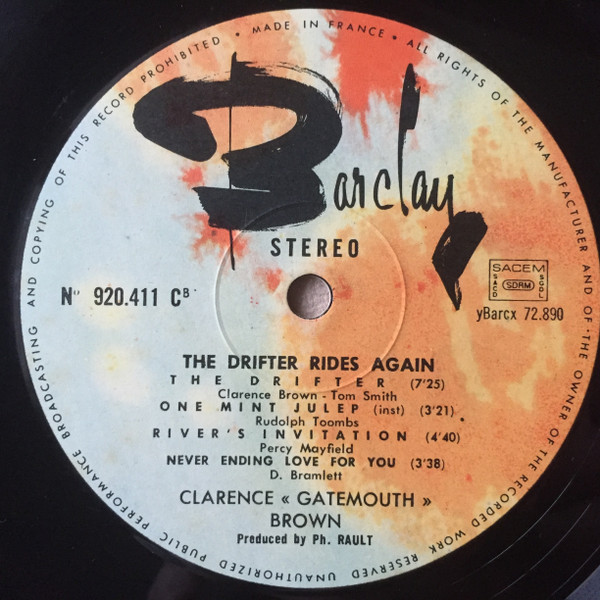 MADE IN FRANCE • ALL RIGHTS OF THE MANUFACTURER AND OF THE OWNER OF THE RECORDED WORK RESERVED UNAUTHORIZED PUBLIC PERFORMANCE BROADCASTING AND COPYING OF THIS RECORD PROHIBITED •
Barclay
STEREO
N° 920.411 CB
SACEM
SACD
SDRM
SGDL
yBarcx 72.890
THE DRIFTER RIDES AGAIN
THE DRIFTER (7'25)
Clarence Brown - Tom Smith
ONE MINT JULEP (inst) (3'21)
Rudolph Toombs
RIVER'S INVITATION (4'40)
Percy Mayfield
NEVER ENDING LOVE FOR YOU (3'38)
D. Bramlett
CLARENCE « GATEMOUTH »
BROWN
Produced by Ph. RAULT